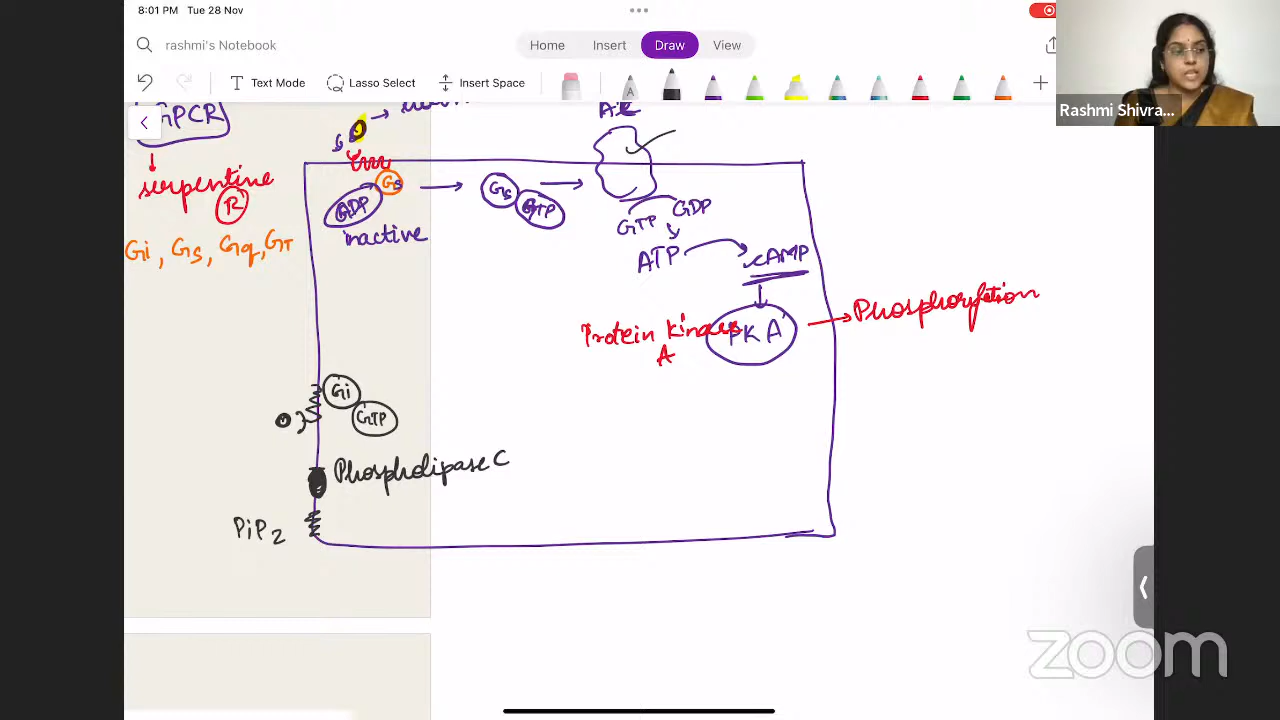 8:01 PM Tue 28 Nov
rashmi's Notebook
Home Insert Draw View
Text Mode Lasso Select Insert Space
Rashmi Shivra...
GPCR
serpentine
R
Gi, Gs, Gq, GT
Gs
GDP
inactive
Gs
GTP
GTP GDP
ATP cAMP
Protein kinases
A
PKA
Phosphorylation
Gi
GTP
Phospholipase C
PiP2
zoom